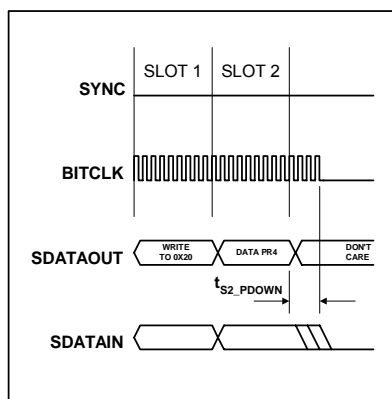 SLOT 1 SLOT 2
SYNC
BITCLK
SDATAOUT
WRITE
TO 0X20
DATA PR4
DON'T
CARE
tS2_PDOWN
SDATAIN